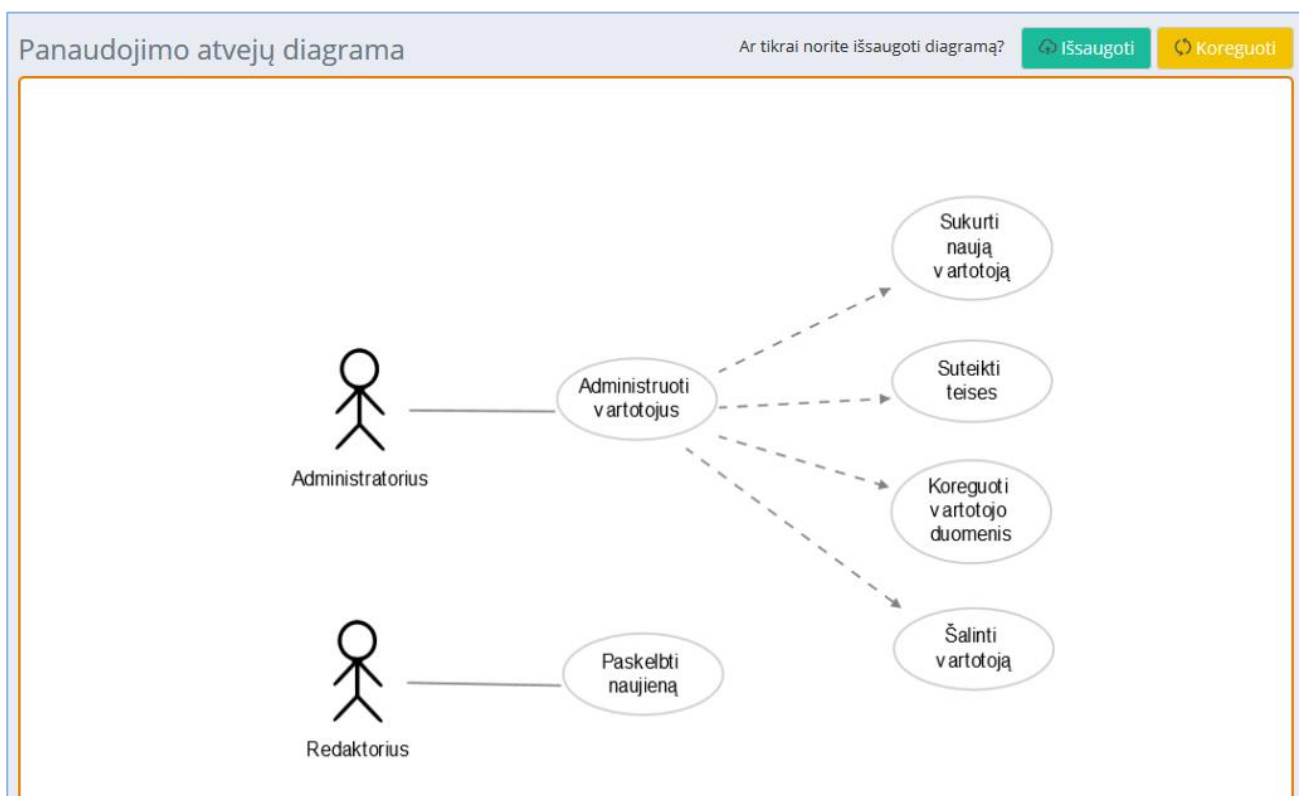 Panaudojimo atvejų diagrama
Ar tikrai norite išsaugoti diagramą?
Išsaugoti
Koreguoti
Sukurti
naują
vartotoją
Administruoti
vartotojus
Suteikti
teises
Administratorius
Koreguoti
vartotojo
duomenis
Šalinti
vartotoją
Paskelbti
naujieną
Redaktorius